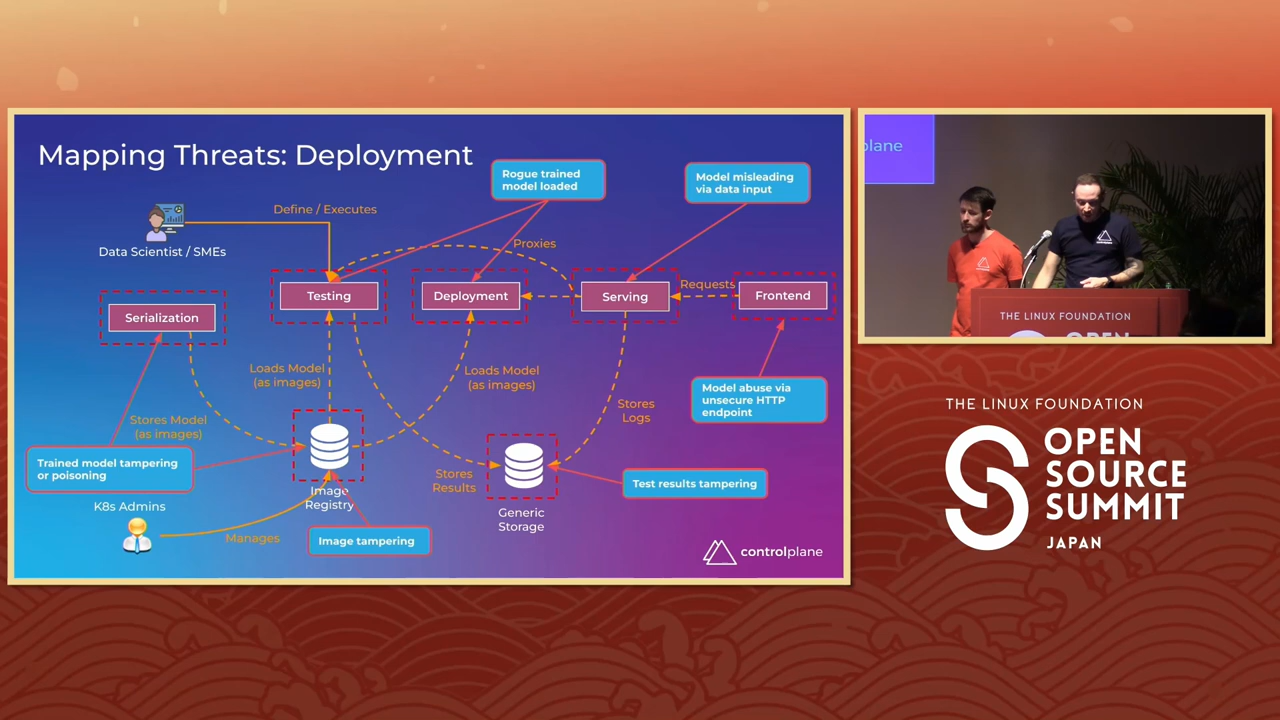 Mapping Threats: Deployment
Rogue trained
model loaded
Model misleading
via data input
Define / Executes
Data Scientist / SMEs
Proxies
Testing
Deployment
Serving
Requests
Frontend
Serialization
Loads Model
(as images)
Loads Model
(as images)
Model abuse via
unsecure HTTP
endpoint
Stores Model
(as images)
Stores
Logs
Trained model tampering
or poisoning
Stores
Results
Test results tampering
Image
Registry
K8s Admins
Generic
Storage
Manages
Image tampering
controlplane
plane
THE LINUX FOUNDATION
OPEN
THE LINUX FOUNDATION
OPEN
SOURCE
SUMMIT
JAPAN